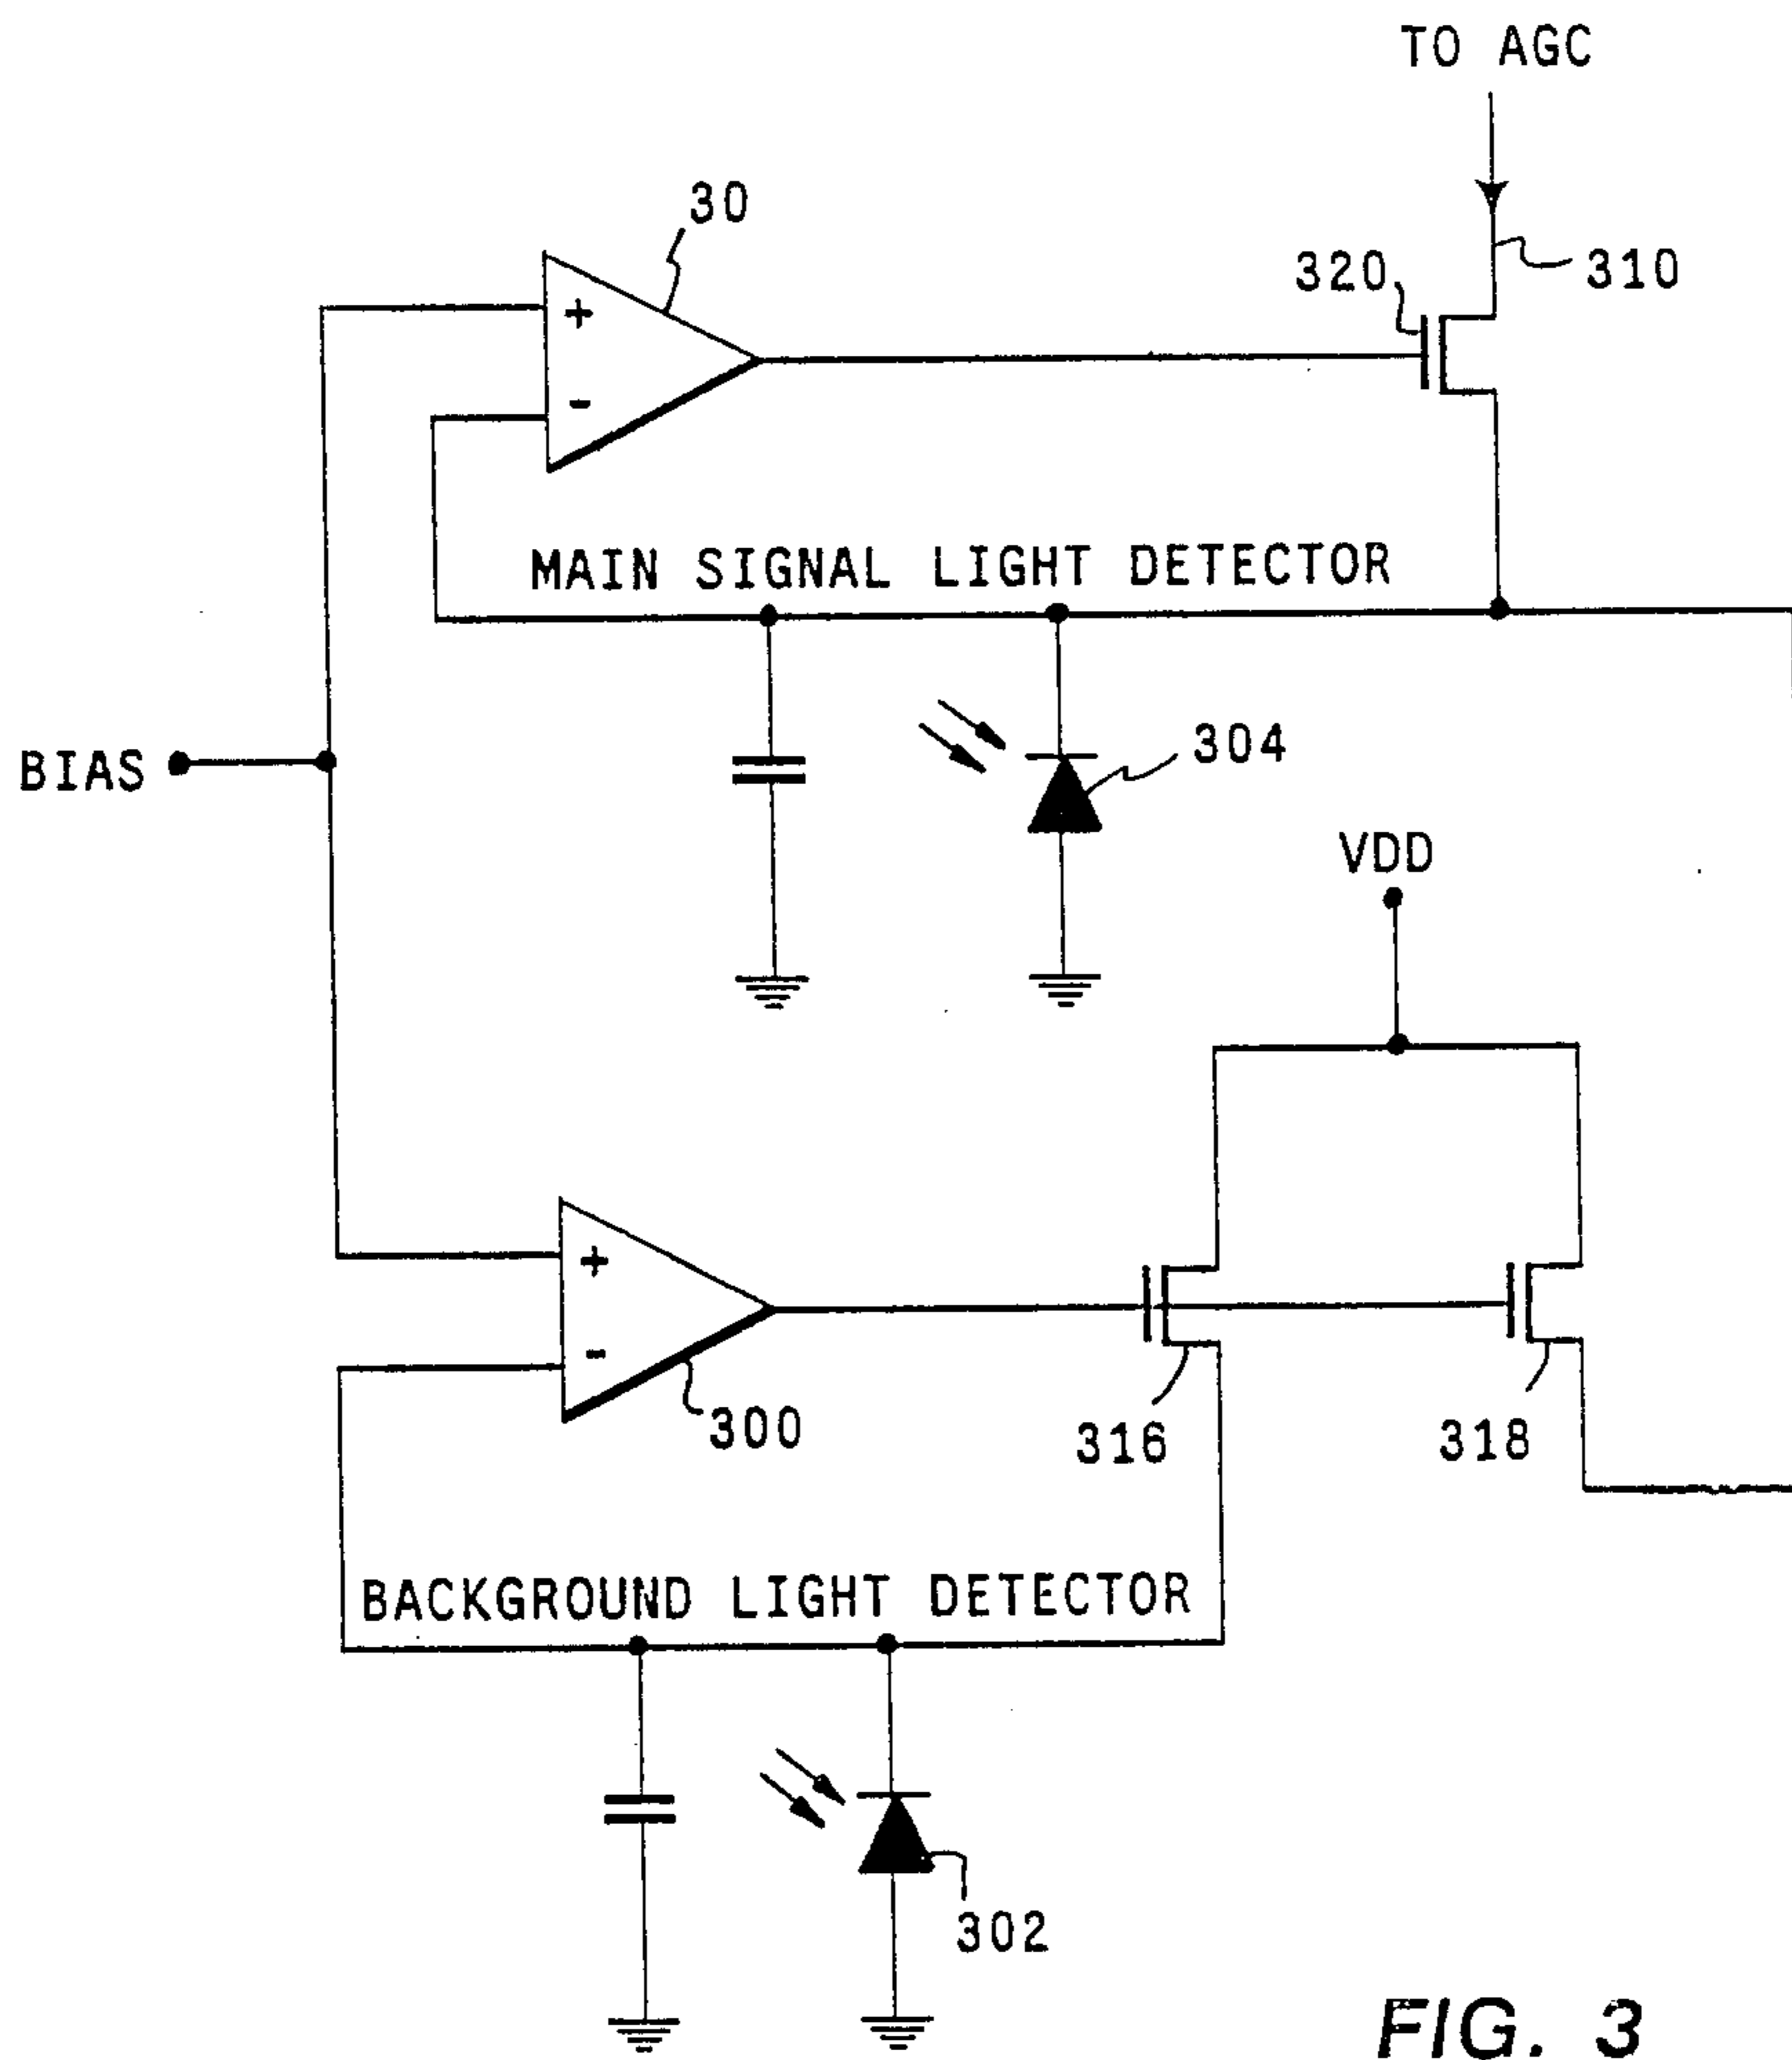 TO AGC
30
320
310
+
-
MAIN SIGNAL LIGHT DETECTOR
304
BIAS
VDD
+
-
300
316
318
BACKGROUND LIGHT DETECTOR
302
FIG. 3